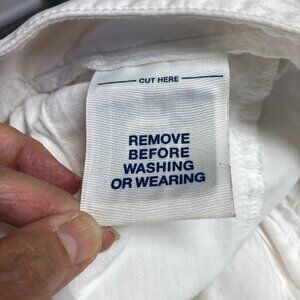 CUT HERE
REMOVE
BEFORE
WASHING
OR WEARING